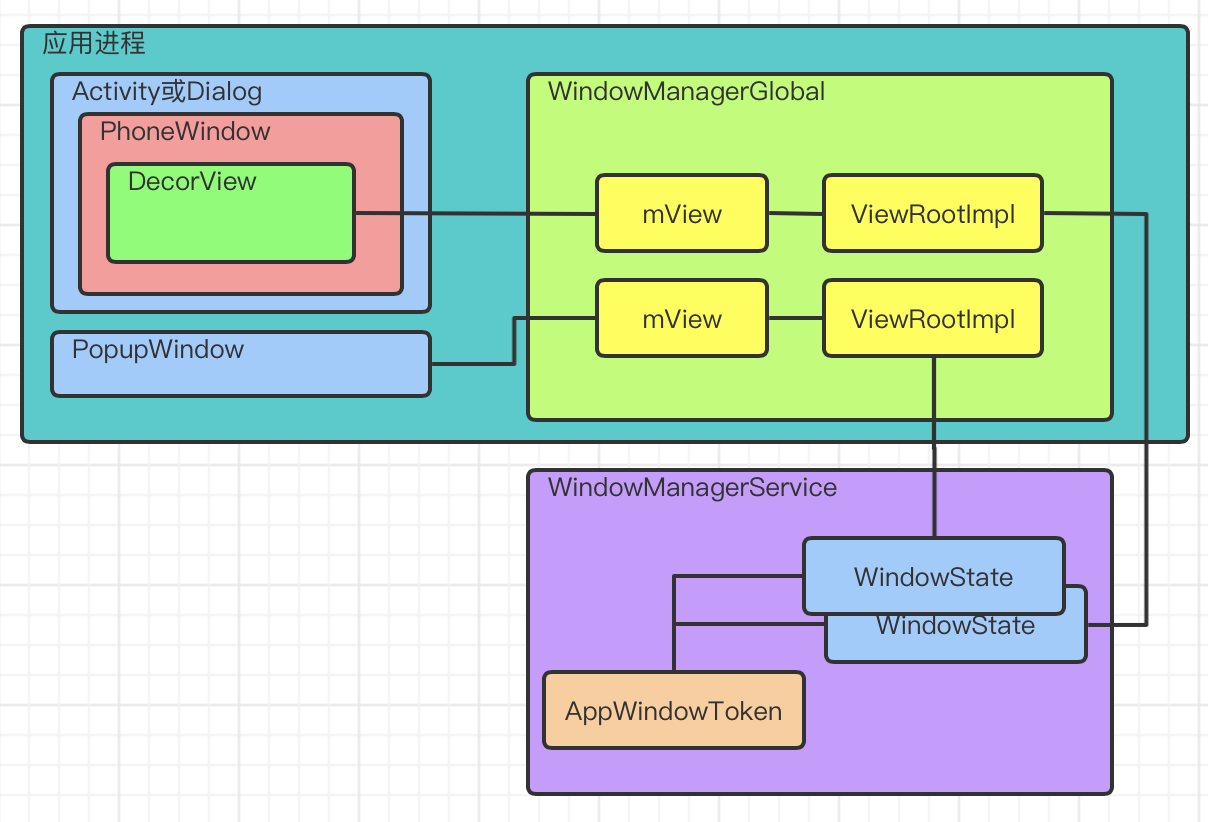 应用进程
Activity或Dialog
PhoneWindow
DecorView
PopupWindow
WindowManagerGlobal
mView
ViewRootImpl
mView
ViewRootImpl
WindowManagerService
WindowState
WindowState
AppWindowToken